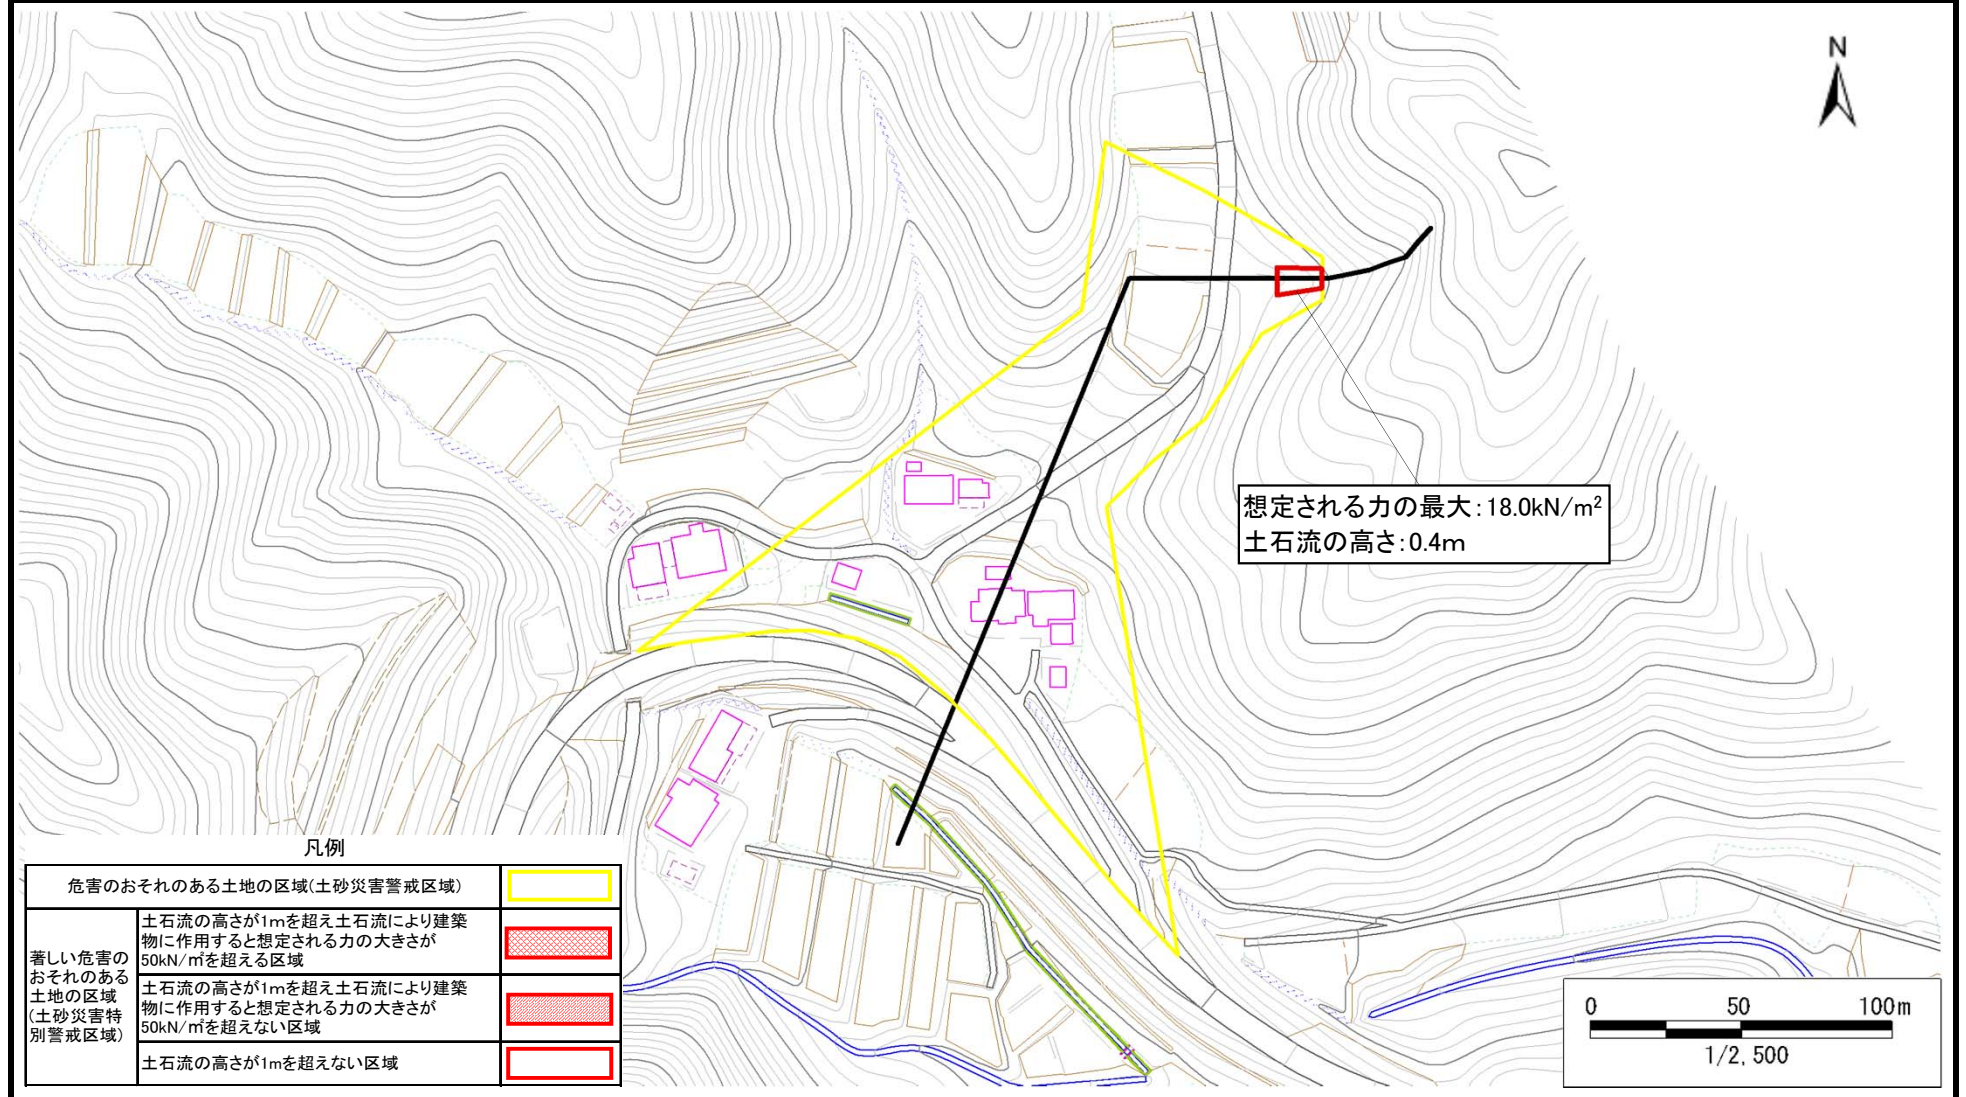 N
想定される力の最大:18.0kN/m²
土石流の高さ:0.4m
凡例
危害のおそれのある土地の区域(土砂災害警戒区域)
著しい危害の
おそれのある
土地の区域
(土砂災害特
別警戒区域)
土石流の高さが1mを超え土石流により建築
物に作用すると想定される力の大きさが
50kN/㎡を超える区域
土石流の高さが1mを超え土石流により建築
物に作用すると想定される力の大きさが
50kN/㎡を超えない区域
土石流の高さが1mを超えない区域
0 50 100m
1/2,500